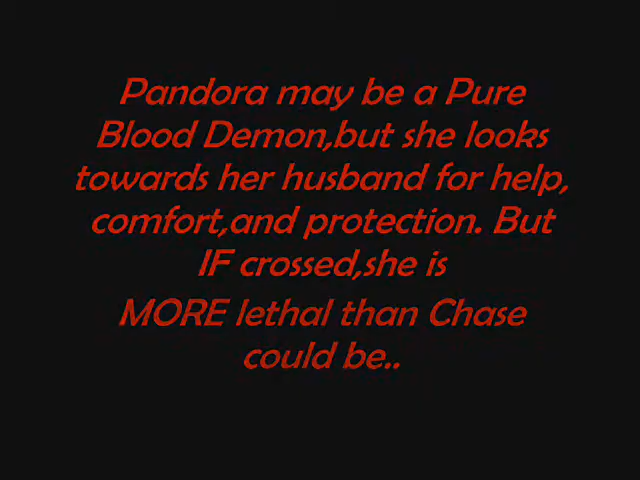 Pandora may be a Pure
Blood Demon,but she looks
towards her husband for help,
comfort,and protection. But
IF crossed,she is
MORE lethal than Chase
could be..